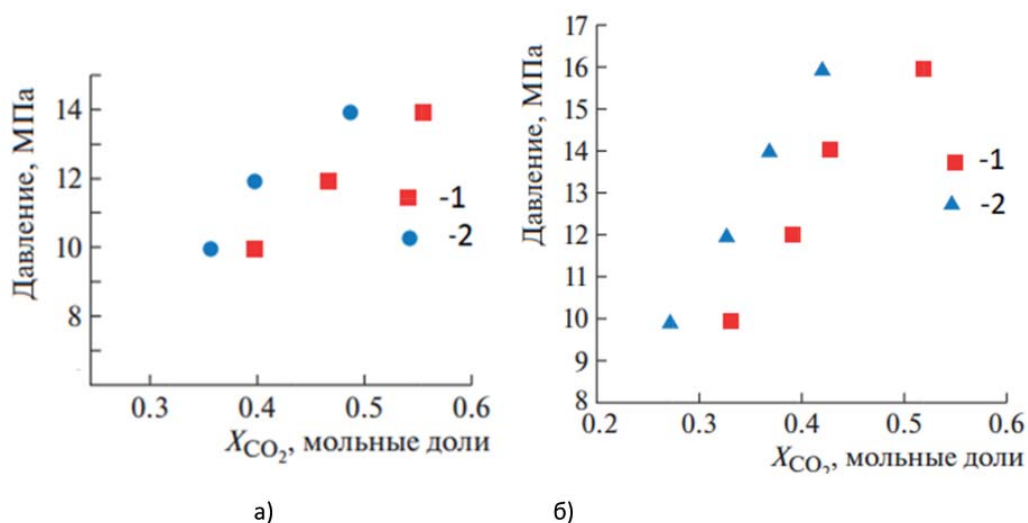 Давление, МПа
14
12
10
8
0.3 0.4 0.5 0.6
X_CO₂, мольные доли
-1
-2
а)
Давление, МПа
17
16
15
14
13
12
11
10
9
8
0.2 0.3 0.4 0.5 0.6
X_CO₂, мольные доли
-1
-2
б)